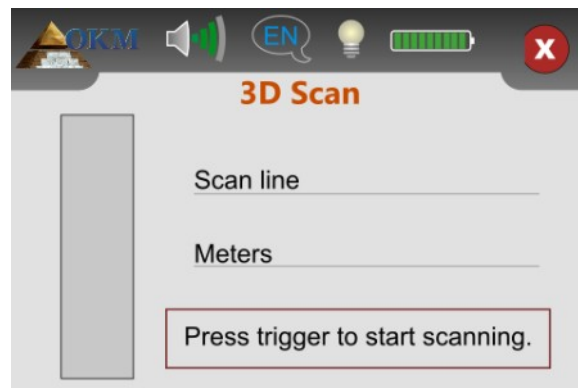 OKM
EN
X
3D Scan
Scan line
Meters
Press trigger to start scanning.